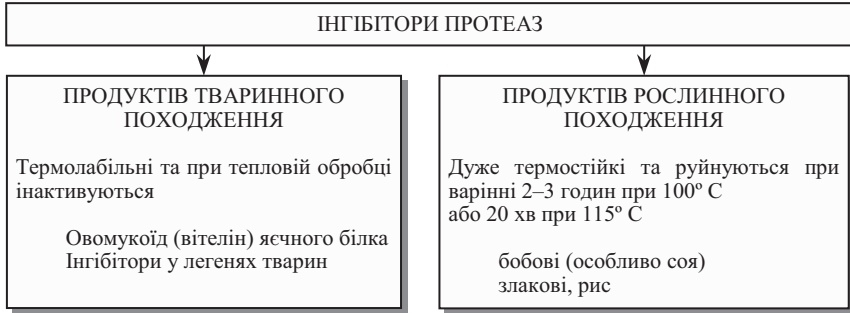 ІНГІБІТОРИ ПРОТЕАЗ
ПРОДУКТІВ ТВАРИННОГО
ПОХОДЖЕННЯ
Термолабільні та при тепловій обробці
інактивуються
Овомукоїд (вітелін) яєчного білка
Інгібітори у легенях тварин
ПРОДУКТІВ РОСЛИННОГО
ПОХОДЖЕННЯ
Дуже термостійкі та руйнуються при
варінні 2–3 годин при 100º С
або 20 хв при 115º С
бобові (особливо соя)
злакові, рис